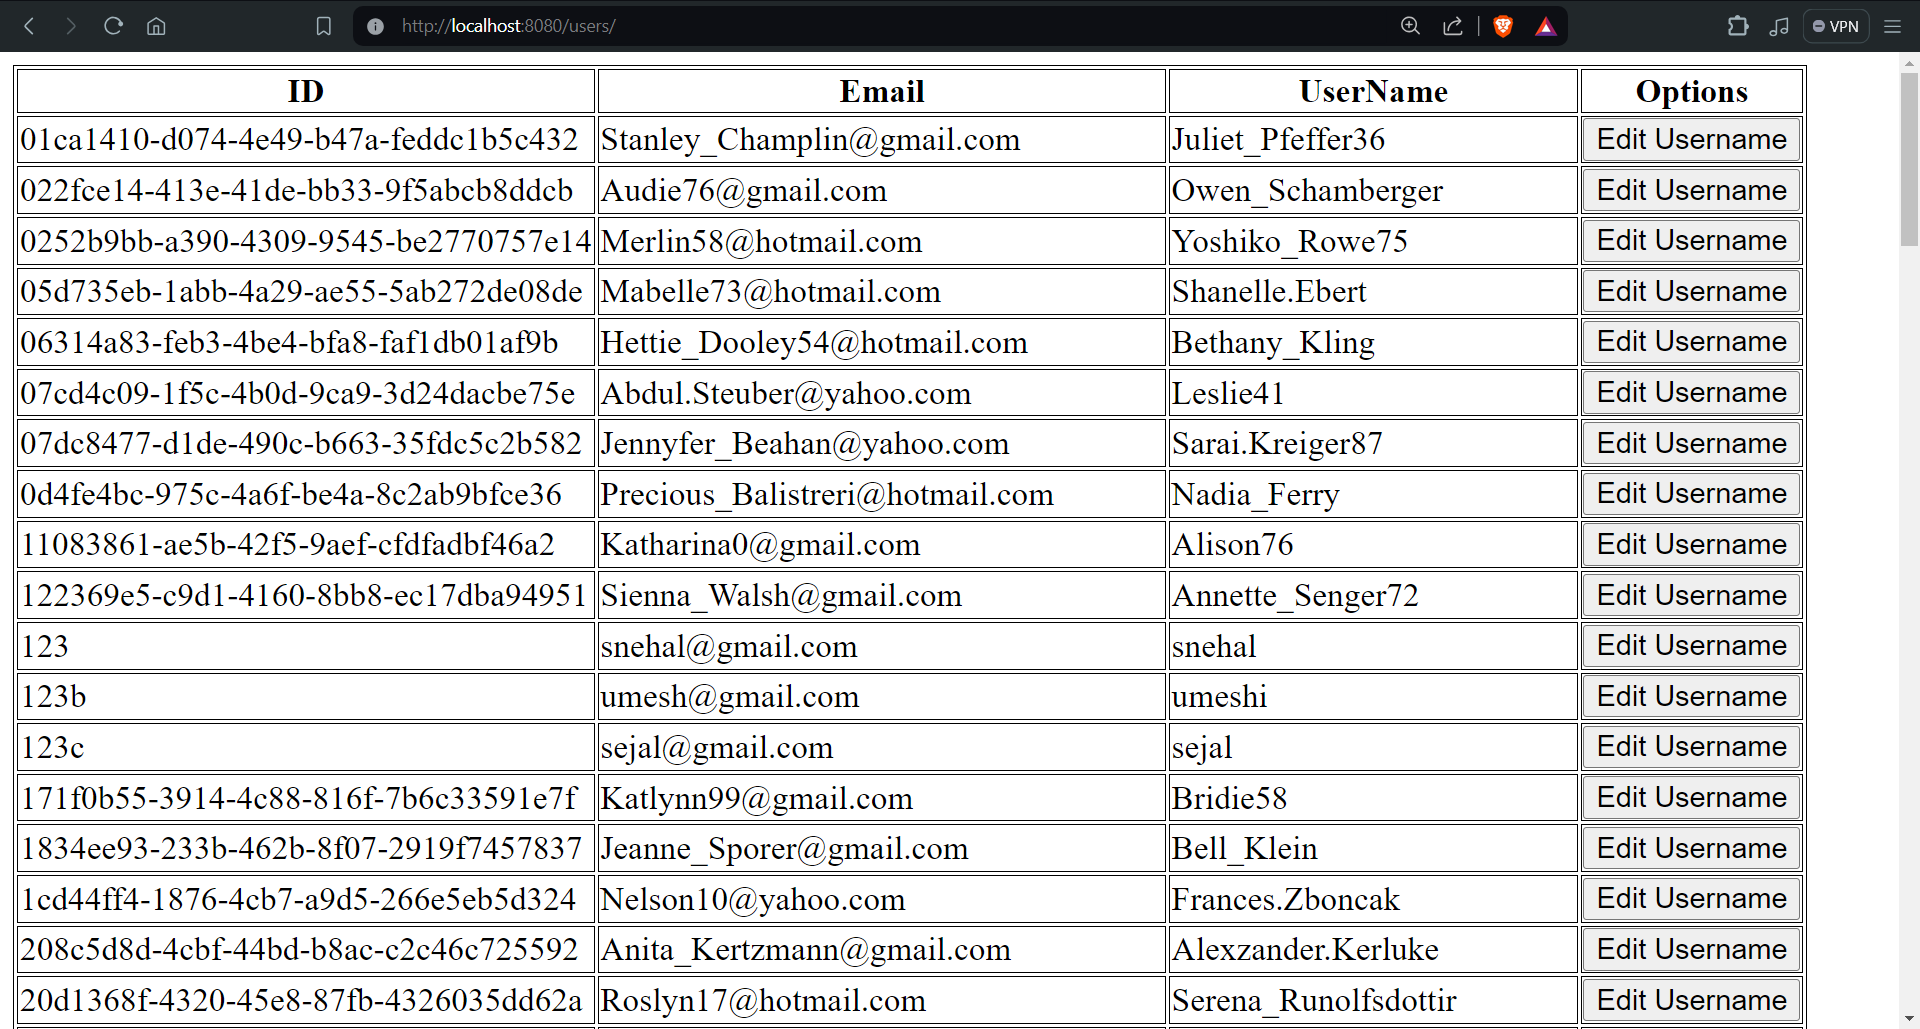 http://localhost:8080/users/ VPN
ID Email UserName Options
01ca1410-d074-4e49-b47a-feddc1b5c432 Stanley_Champlin@gmail.com Juliet_Pfeffer36 Edit Username
022fce14-413e-41de-bb33-9f5abcb8ddcb Audie76@gmail.com Owen_Schamberger Edit Username
0252b9bb-a390-4309-9545-be2770757e14 Merlin58@hotmail.com Yoshiko_Rowe75 Edit Username
05d735eb-1abb-4a29-ae55-5ab272de08de Mabelle73@hotmail.com Shanelle.Ebert Edit Username
06314a83-feb3-4be4-bfa8-faf1db01af9b Hettie_Dooley54@hotmail.com Bethany_Kling Edit Username
07cd4c09-1f5c-4b0d-9ca9-3d24dacbe75e Abdul.Steuber@yahoo.com Leslie41 Edit Username
07dc8477-d1de-490c-b663-35fdc5c2b582 Jennyfer_Beahan@yahoo.com Sarai.Kreiger87 Edit Username
0d4fe4bc-975c-4a6f-be4a-8c2ab9bfce36 Precious_Balistreri@hotmail.com Nadia_Ferry Edit Username
11083861-ae5b-42f5-9aef-cfdfadbf46a2 Katharina0@gmail.com Alison76 Edit Username
122369e5-c9d1-4160-8bb8-ec17dba94951 Sienna_Walsh@gmail.com Annette_Senger72 Edit Username
123 snehal@gmail.com snehal Edit Username
123b umesh@gmail.com umeshi Edit Username
123c sejal@gmail.com sejal Edit Username
171f0b55-3914-4c88-816f-7b6c33591e7f Katlynn99@gmail.com Bridie58 Edit Username
1834ee93-233b-462b-8f07-2919f7457837 Jeanne_Sporer@gmail.com Bell_Klein Edit Username
1cd44ff4-1876-4cb7-a9d5-266e5eb5d324 Nelson10@yahoo.com Frances.Zboncak Edit Username
208c5d8d-4cbf-44bd-b8ac-c2c46c725592 Anita_Kertzmann@gmail.com Alexzander.Kerluke Edit Username
20d1368f-4320-45e8-87fb-4326035dd62a Roslyn17@hotmail.com Serena_Runolfsdottir Edit Username